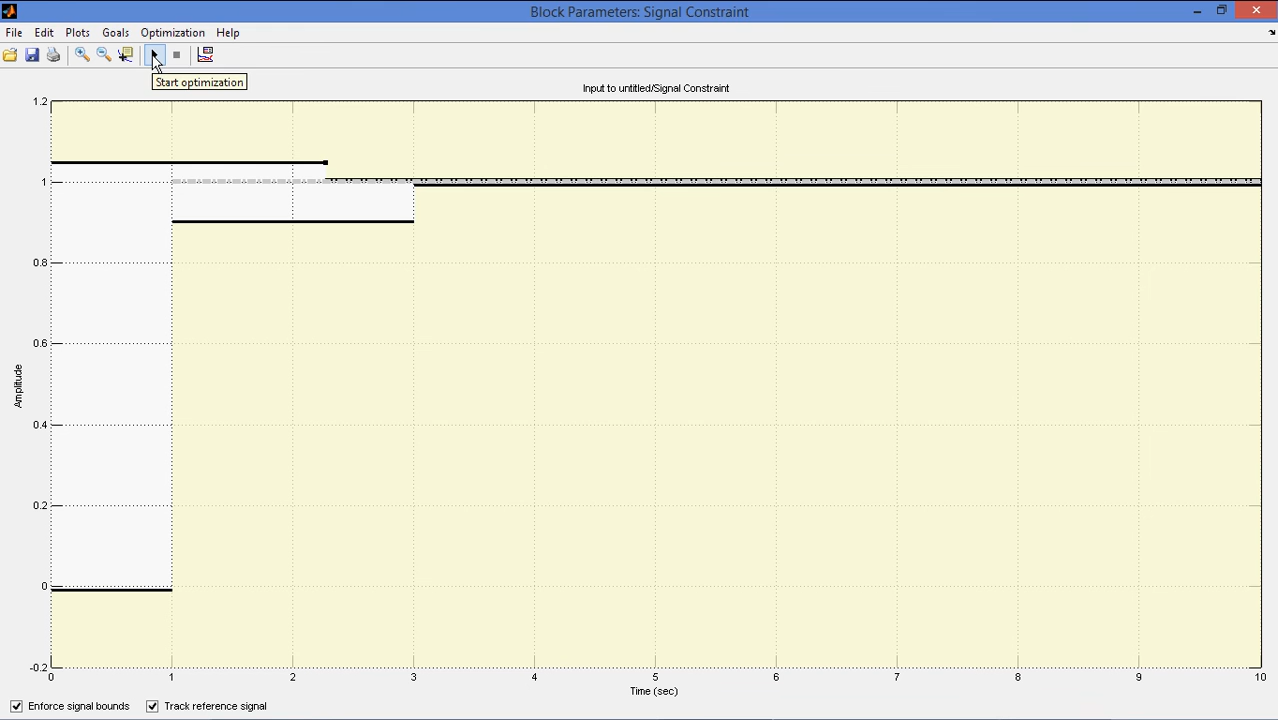 Block Parameters: Signal Constraint
File Edit Plots Goals Optimization Help
Start optimization
Input to untitled/Signal Constraint
1.2
1
0.8
0.6
0.4
0.2
0
-0.2
Amplitude
0 1 2 3 4 5 6 7 8 9 10
Time (sec)
Enforce signal bounds Track reference signal